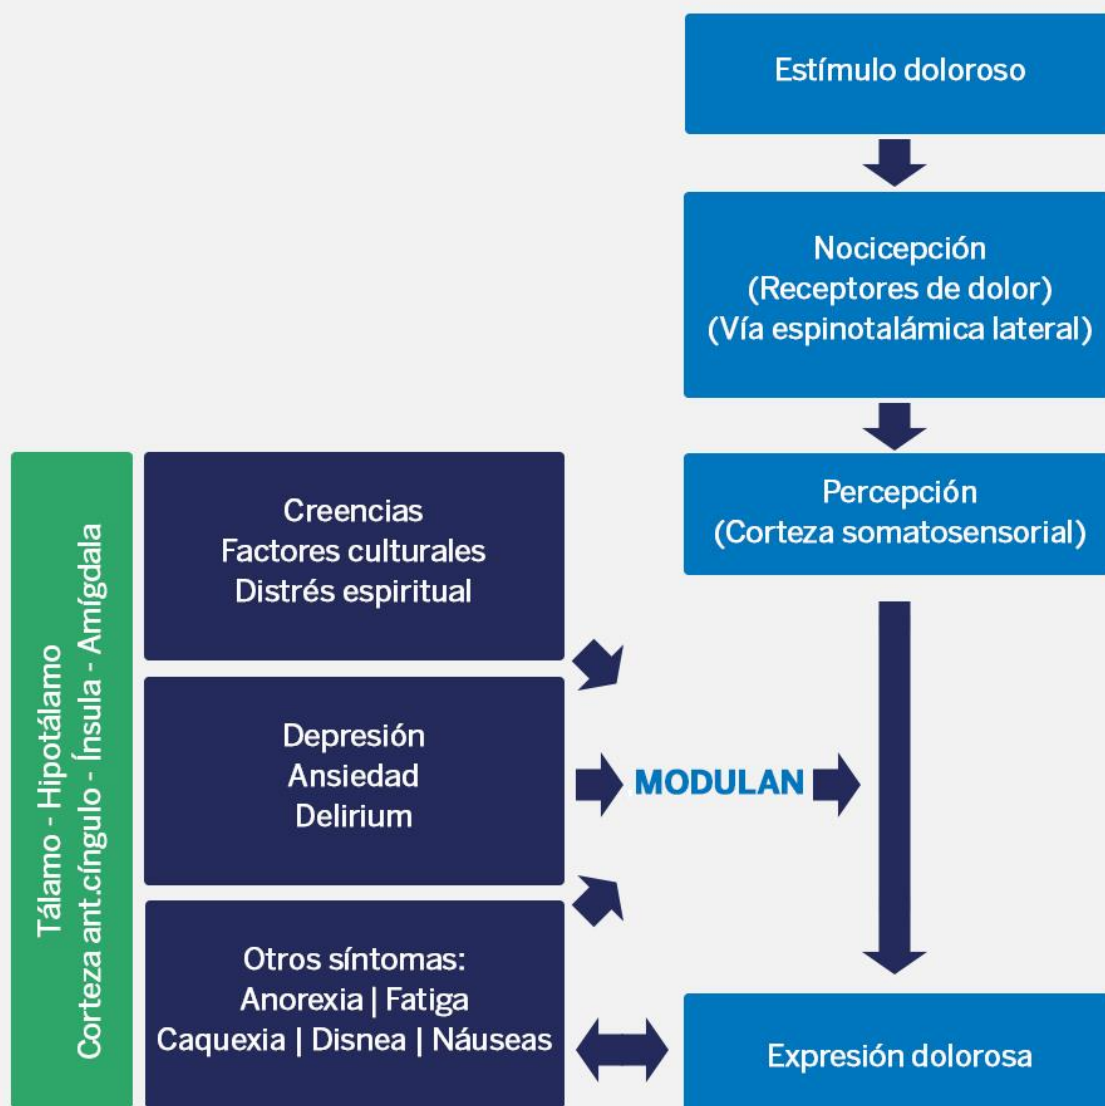 Estímulo doloroso
Nocicepción
(Receptores de dolor)
(Vía espinotalámica lateral)
Percepción
(Corteza somatosensorial)
Tálamo - Hipotálamo
Corteza ant.cíngulo - Ínsula - Amígdala
Creencias
Factores culturales
Distrés espiritual
Depresión
Ansiedad
Delirium
MODULAN
Otros síntomas:
Anorexia | Fatiga
Caquexia | Disnea | Náuseas
Expresión dolorosa